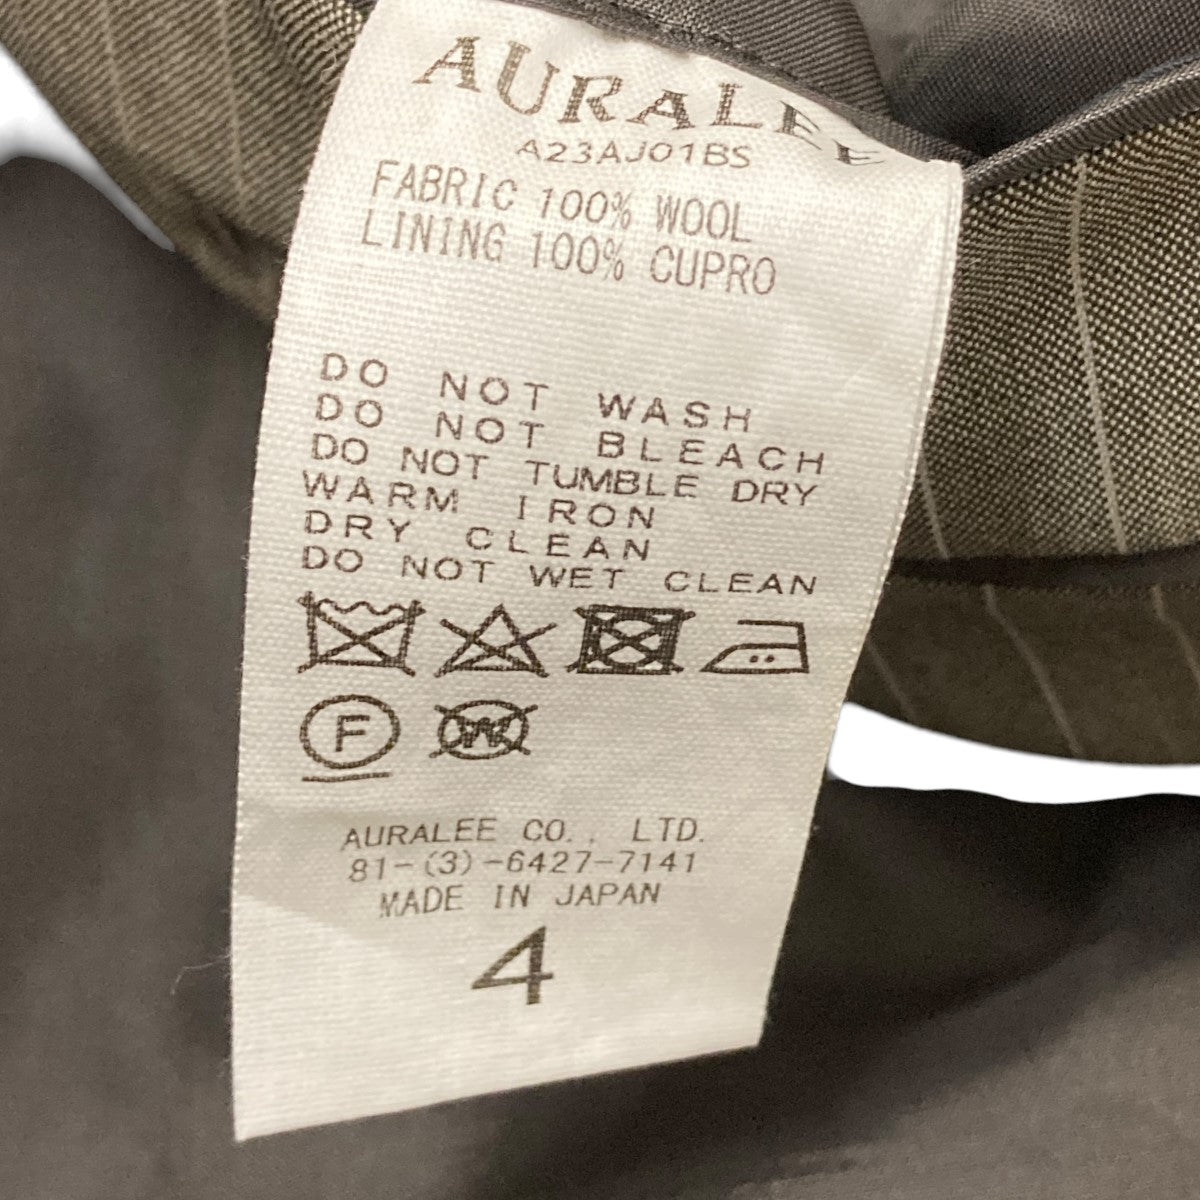 AURALEE
A23AJ01BS
FABRIC 100% WOOL
LINING 100% CUPRO
DO NOT WASH
DO NOT BLEACH
DO NOT TUMBLE DRY
WARM IRON
DRY CLEAN
DO NOT WET CLEAN
F W
AURALEE CO., LTD.
81-(3)-6427-7141
MADE IN JAPAN
4